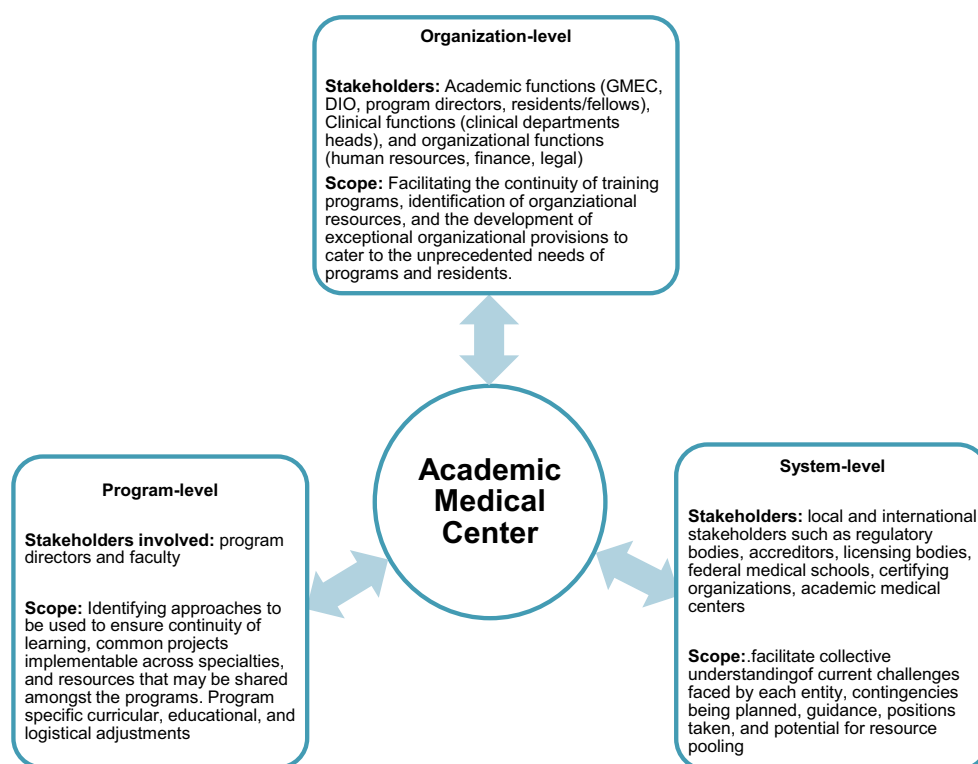 Organization-level
Stakeholders: Academic functions (GMEC,
DIO, program directors, residents/fellows),
Clinical functions (clinical departments
heads), and organizational functions
(human resources, finance, legal)
Scope: Facilitating the continuity of training
programs, identification of organziational
resources, and the development of
exceptional organizational provisions to
cater to the unprecedented needs of
programs and residents.
Academic
Medical
Center
Program-level
Stakeholders involved: program
directors and faculty
Scope: Identifying approaches to
be used to ensure continuity of
learning, common projects
implementable across specialties,
and resources that may be shared
amongst the programs. Program
specific curricular, educational, and
logistical adjustments
System-level
Stakeholders: local and international
stakeholders such as regulatory
bodies, accreditors, licensing bodies,
federal medical schools, certifying
organizations, academic medical
centers
Scope:.facilitate collective
understandingof current challenges
faced by each entity, contingencies
being planned, guidance, positions
taken, and potential for resource
pooling